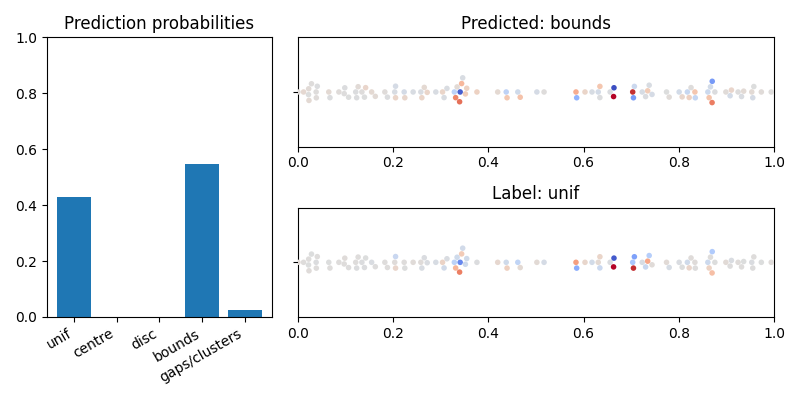 Prediction probabilities
1.0
0.8
0.6
0.4
0.2
0.0
unif
centre
disc
bounds
gaps/clusters
Predicted: bounds
0.0 0.2 0.4 0.6 0.8 1.0
Label: unif
0.0 0.2 0.4 0.6 0.8 1.0